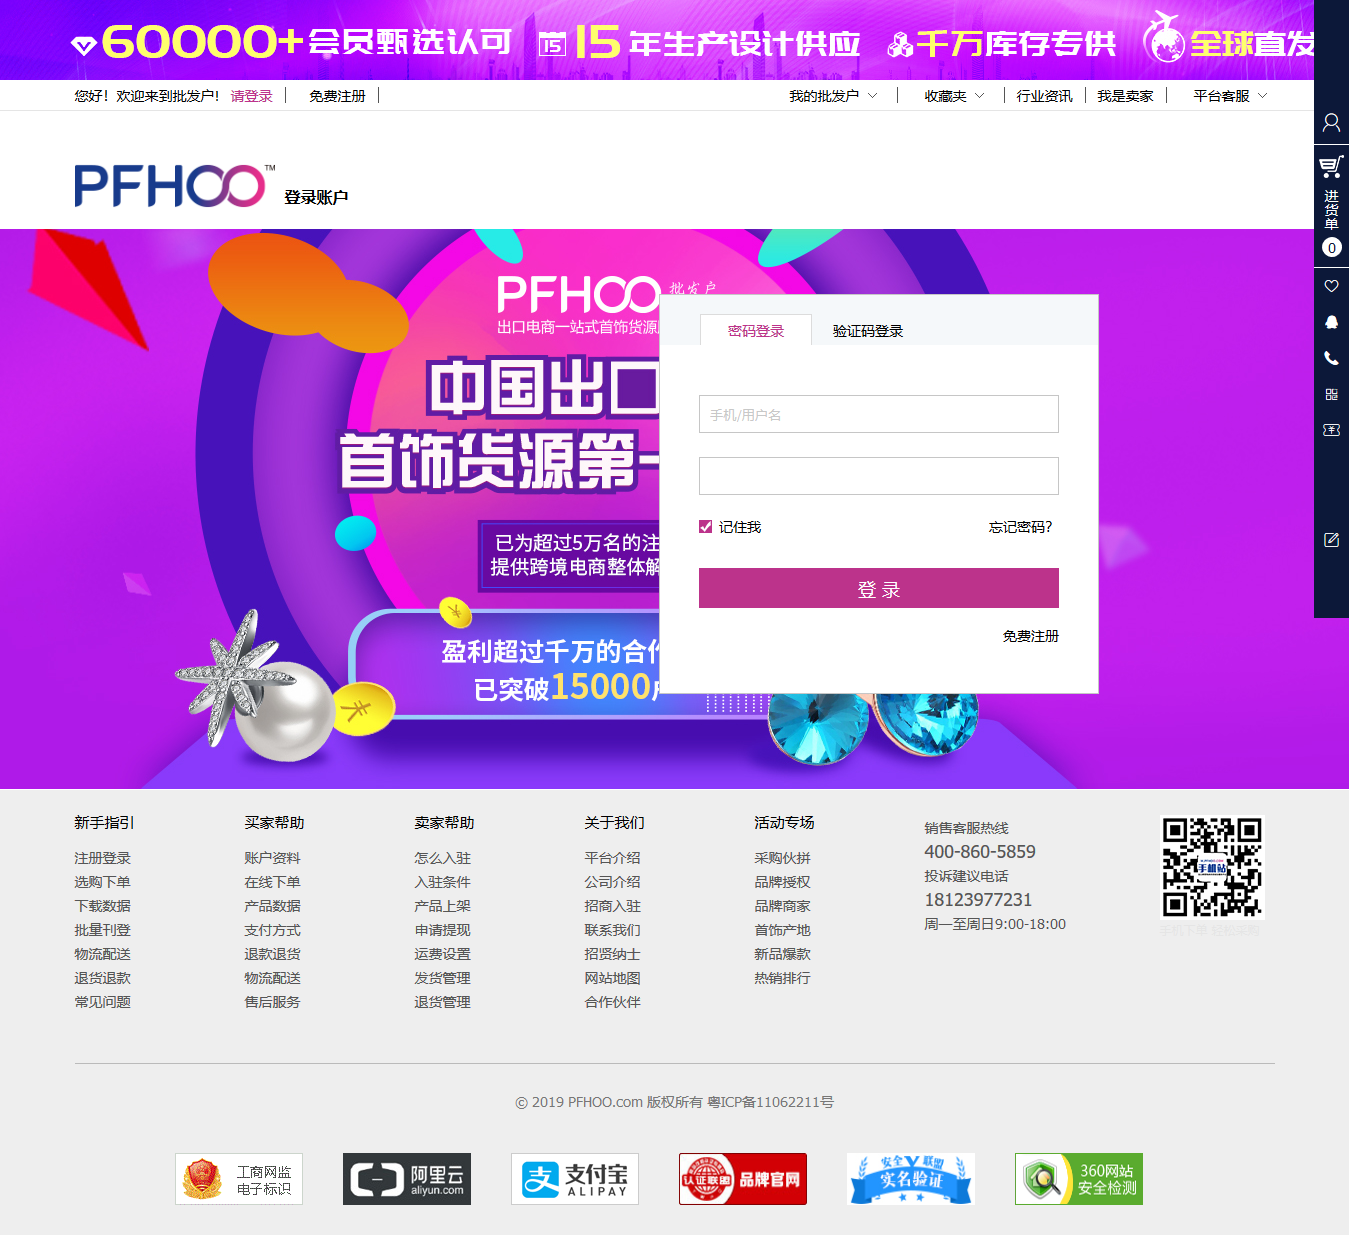 60000+会员甄选认可 15 15年生产设计供应 千万库存专供 全球直发
您好！欢迎来到批发户! 请登录 免费注册 我的批发户 收藏夹 行业资讯 我是卖家 平台客服
PFHOO™ 登录账户
进货单
0
PFHOO 批发户
出口电商一站式首饰货源
密码登录 验证码登录
中国出口
首饰货源第一
手机/用户名
记住我 忘记密码?
已为超过5万名的注
提供跨境电商整体解
登 录
免费注册
盈利超过千万的合作
已突破15000
新手指引 买家帮助 卖家帮助 关于我们 活动专场
注册登录 账户资料 怎么入驻 平台介绍 采购伙拼
选购下单 在线下单 入驻条件 公司介绍 品牌授权
下载数据 产品数据 产品上架 招商入驻 品牌商家
批量刊登 支付方式 申请提现 联系我们 首饰产地
物流配送 退款退货 运费设置 招贤纳士 新品爆款
退货退款 物流配送 发货管理 网站地图 热销排行
常见问题 售后服务 退货管理 合作伙伴
销售客服热线
400-860-5859
投诉建议电话
18123977231
周一至周日9:00-18:00
手机站
© 2019 PFHOO.com 版权所有 粤ICP备11062211号
工商网监
电子标识
阿里云
aliyun.com
支付宝
ALIPAY
认证联盟
品牌官网
安全联盟
实名验证
360网站
安全检测